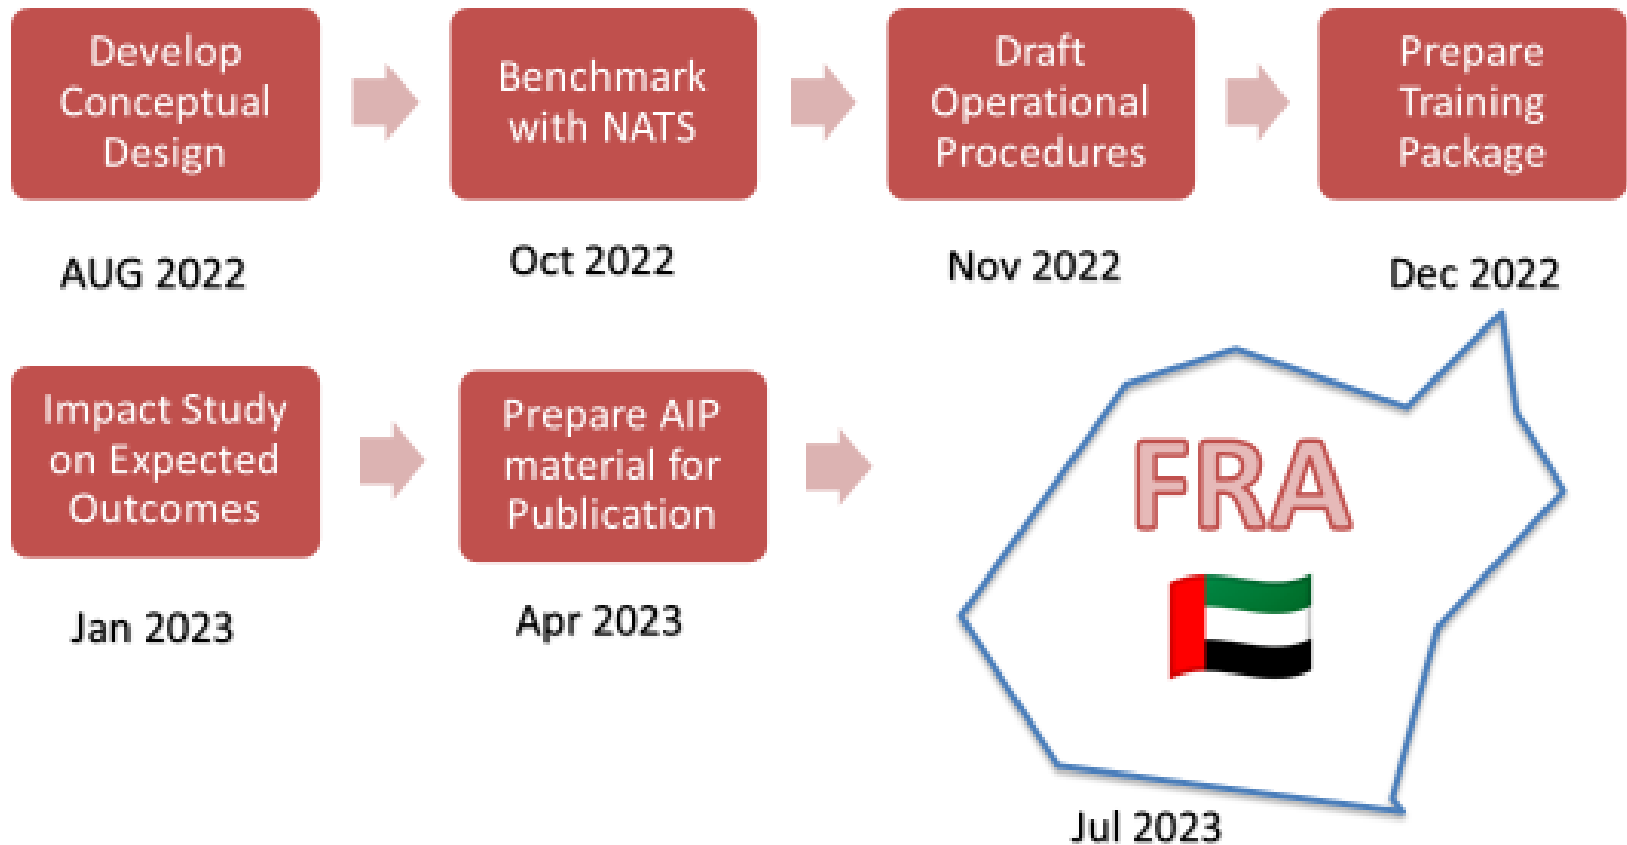 Develop
Conceptual
Design
Benchmark
with NATS
Draft
Operational
Procedures
Prepare
Training
Package
AUG 2022
Oct 2022
Nov 2022
Dec 2022
Impact Study
on Expected
Outcomes
Prepare AIP
material for
Publication
FRA
Jan 2023
Apr 2023
Jul 2023